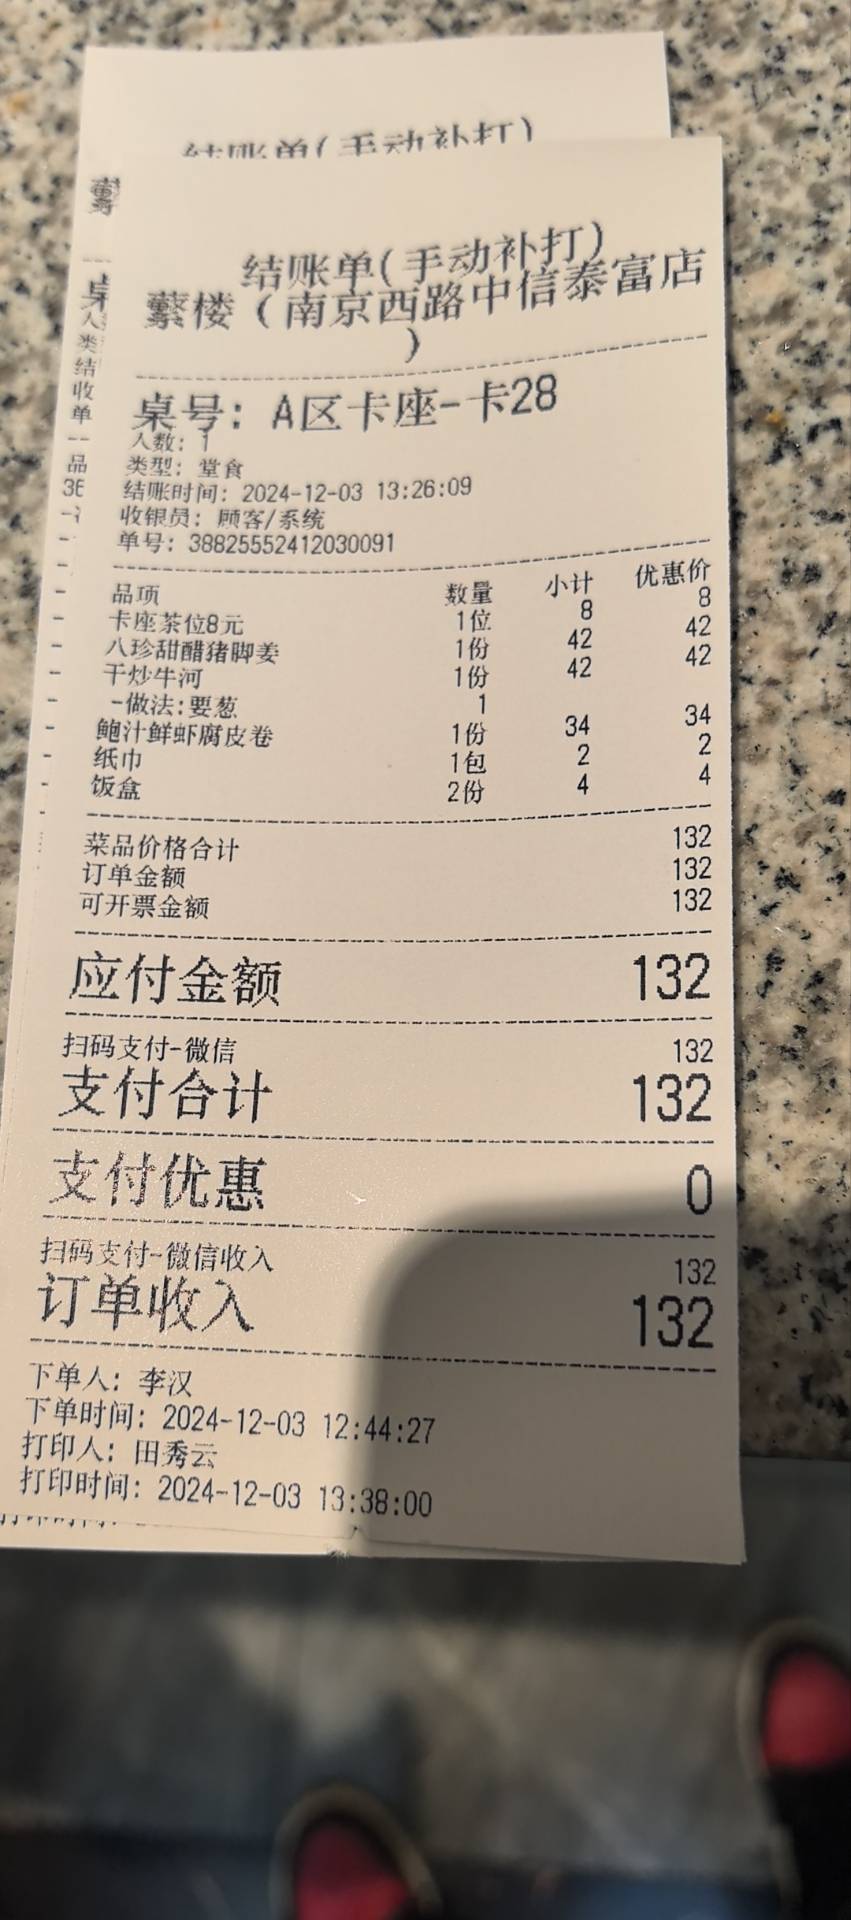 结账单(手动补打)
结账单(手动补打)
蘩楼（南京西路中信泰富店
）
桌号: A区卡座-卡28
人数: 1
类型: 堂食
结账时间: 2024-12-03 13:26:09
收银员: 顾客/系统
单号: 38825552412030091
品项 数量 小计 优惠价
卡座茶位8元 1位 8 8
八珍甜醋猪脚姜 1份 42 42
干炒牛河 1份 42 42
-做法:要葱 1
鲍汁鲜虾腐皮卷 1份 34 34
纸巾 1包 2 2
饭盒 2份 4 4
菜品价格合计 132
订单金额 132
可开票金额 132
应付金额 132
扫码支付-微信 132
支付合计 132
支付优惠 0
扫码支付-微信收入 132
订单收入 132
下单人: 李汉
下单时间: 2024-12-03 12:44:27
打印人: 田秀云
打印时间: 2024-12-03 13:38:00